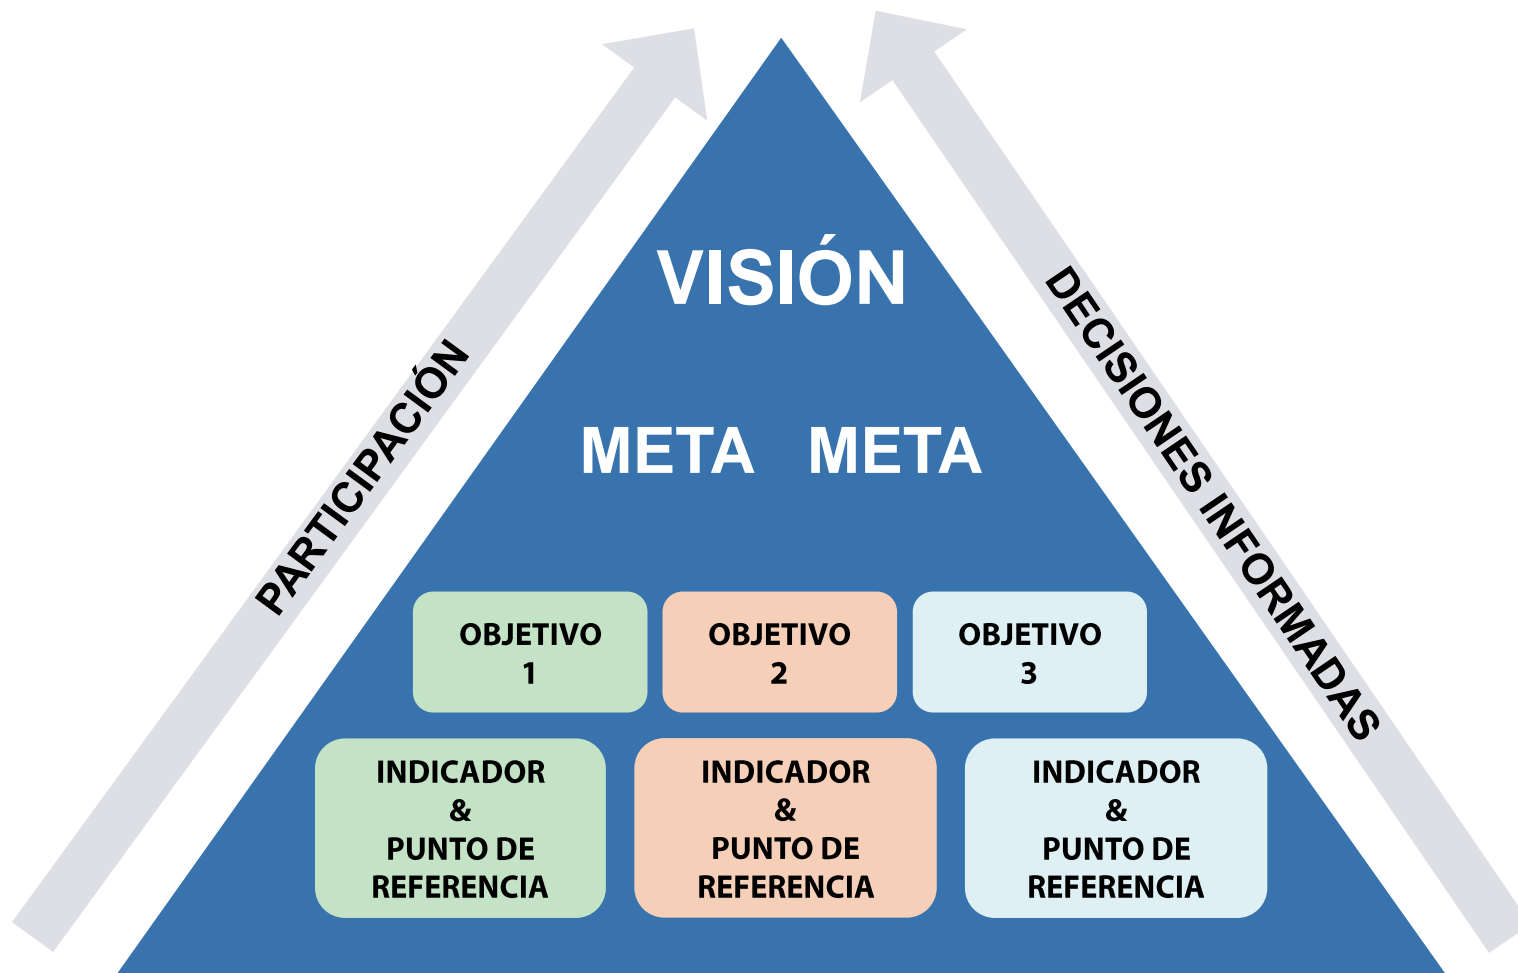 VISIÓN
META META
OBJETIVO
1
OBJETIVO
2
OBJETIVO
3
INDICADOR
&
PUNTO DE
REFERENCIA
INDICADOR
&
PUNTO DE
REFERENCIA
INDICADOR
&
PUNTO DE
REFERENCIA
PARTICIPACIÓN
DECISIONES INFORMADAS